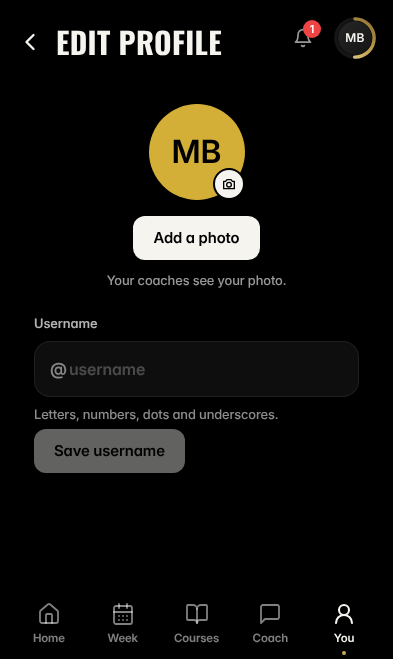 EDIT PROFILE
1
MB
MB
Add a photo
Your coaches see your photo.
Username
@username
Letters, numbers, dots and underscores.
Save username
Home Week Courses Coach You